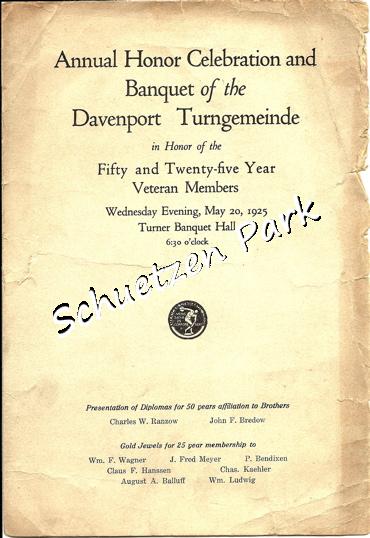 Annual Honor Celebration and
Banquet of the
Davenport Turngemeinde
in Honor of the
Fifty and Twenty-five Year
Veteran Members
Wednesday Evening, May 20, 1925
Turner Banquet Hall
6:30 o'clock
Schuetzen Park
Presentation of Diplomas for 50 years affiliation to Brothers
Charles W. Ranzow John F. Bredow
Gold Jewels for 25 year membership to
Wm. F. Wagner J. Fred Meyer P. Bendixen
Claus F. Hanssen Chas. Kaehler
August A. Balluff Wm. Ludwig